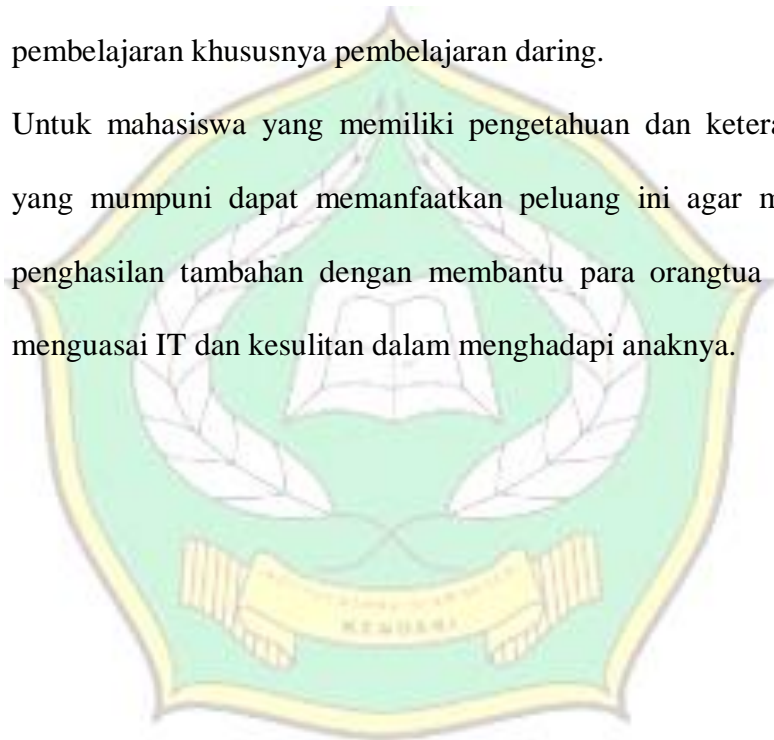 pembelajaran khususnya pembelajaran daring.
Untuk mahasiswa yang memiliki pengetahuan dan ketera
yang mumpuni dapat memanfaatkan peluang ini agar m
penghasilan tambahan dengan membantu para orangtua
menguasai IT dan kesulitan dalam menghadapi anaknya.
KENDARI